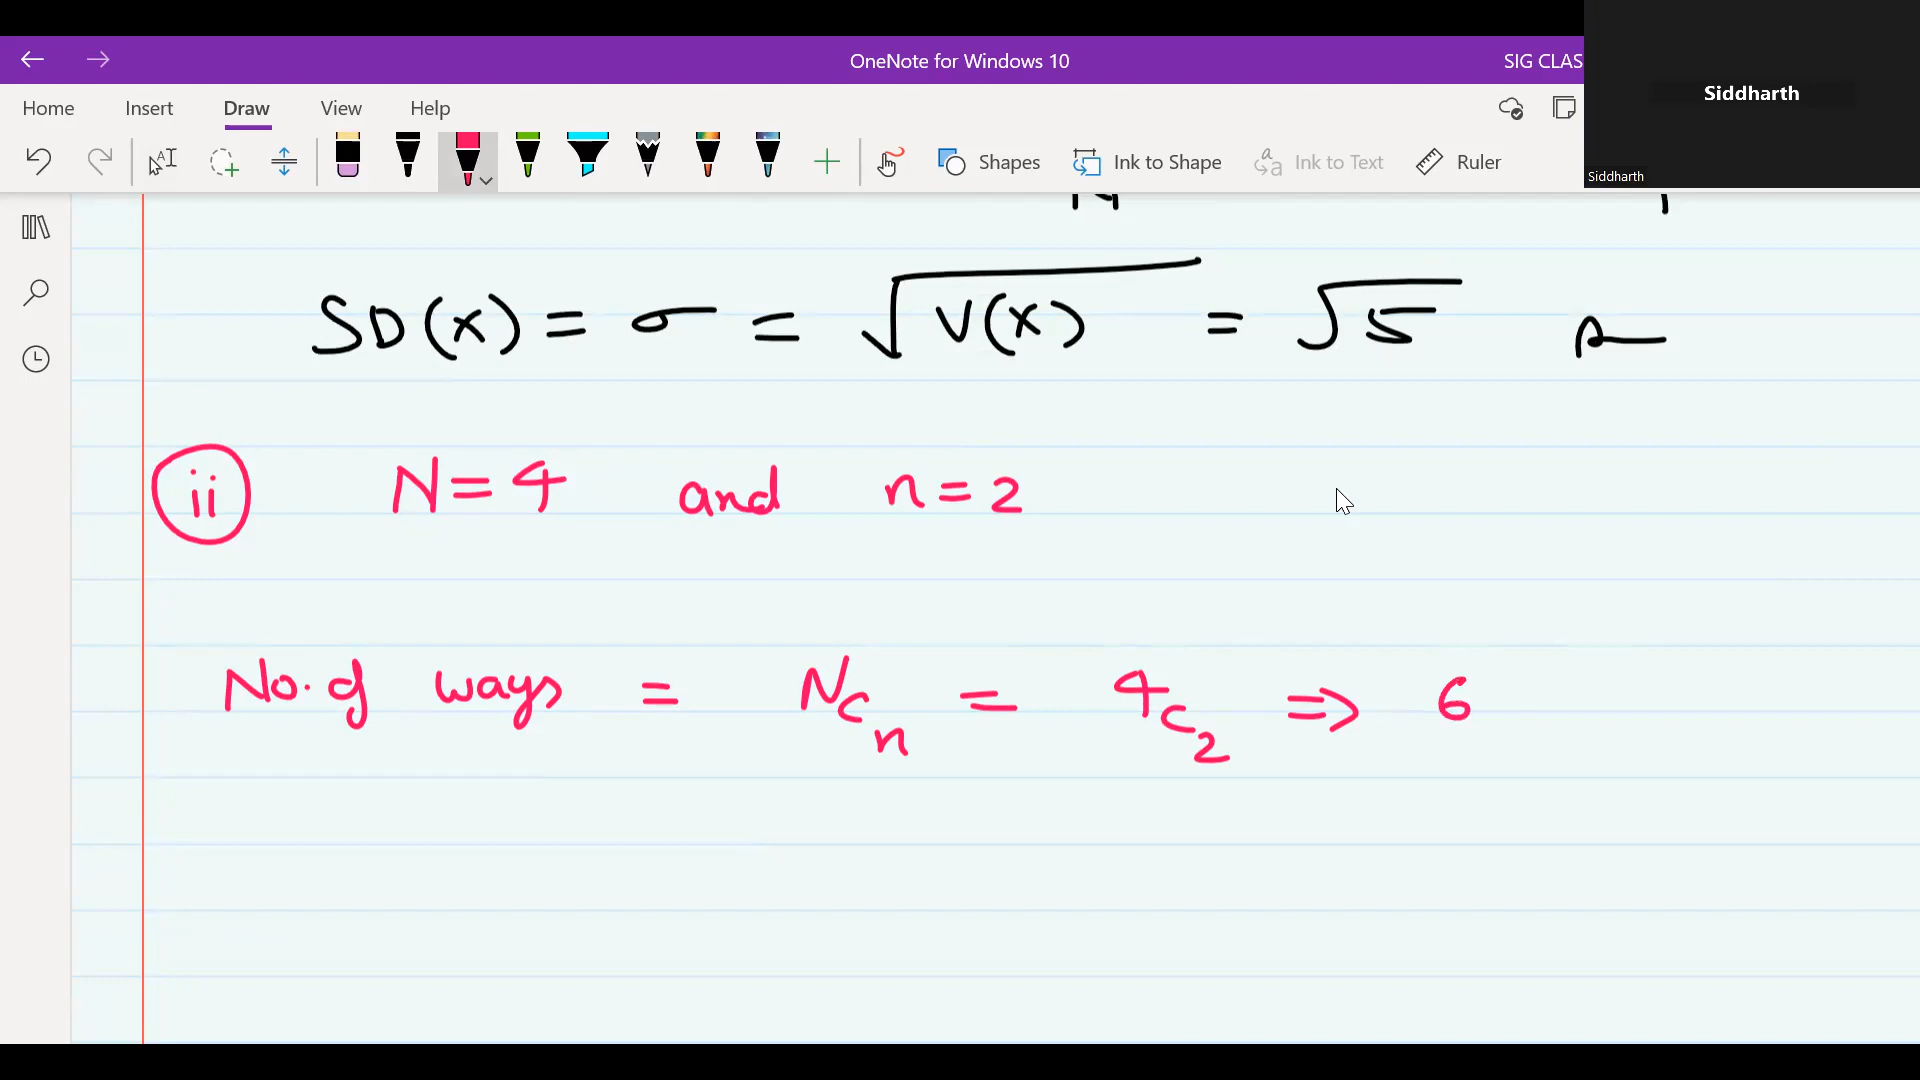 OneNote for Windows 10
SIG CLAS
Siddharth
Home Insert Draw View Help
Shapes Ink to Shape Ink to Text Ruler
Siddharth
SD(x) = σ = √V(x) = √5
ii N = 4 and n = 2
No. of ways = NCn = 4C2 ⇒ 6